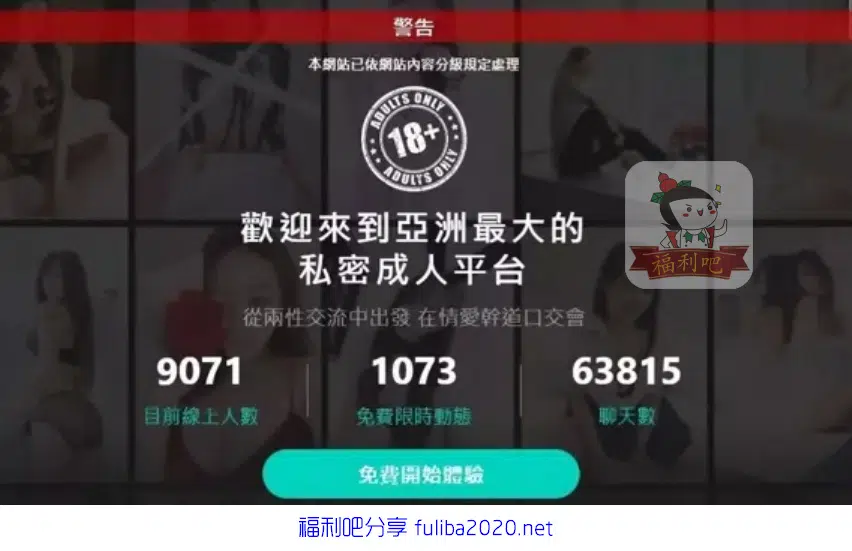 警告
本網站已依網站內容分級規定處理
ADULTS ONLY
18+
ADULTS ONLY
歡迎來到亞洲最大的
私密成人平台
福利吧
從兩性交流中出發 在情愛幹道口交會
9071 1073 63815
目前線上人數 免費限時動態 聊天數
免費開始體驗
福利吧分享 fuliba2020.net